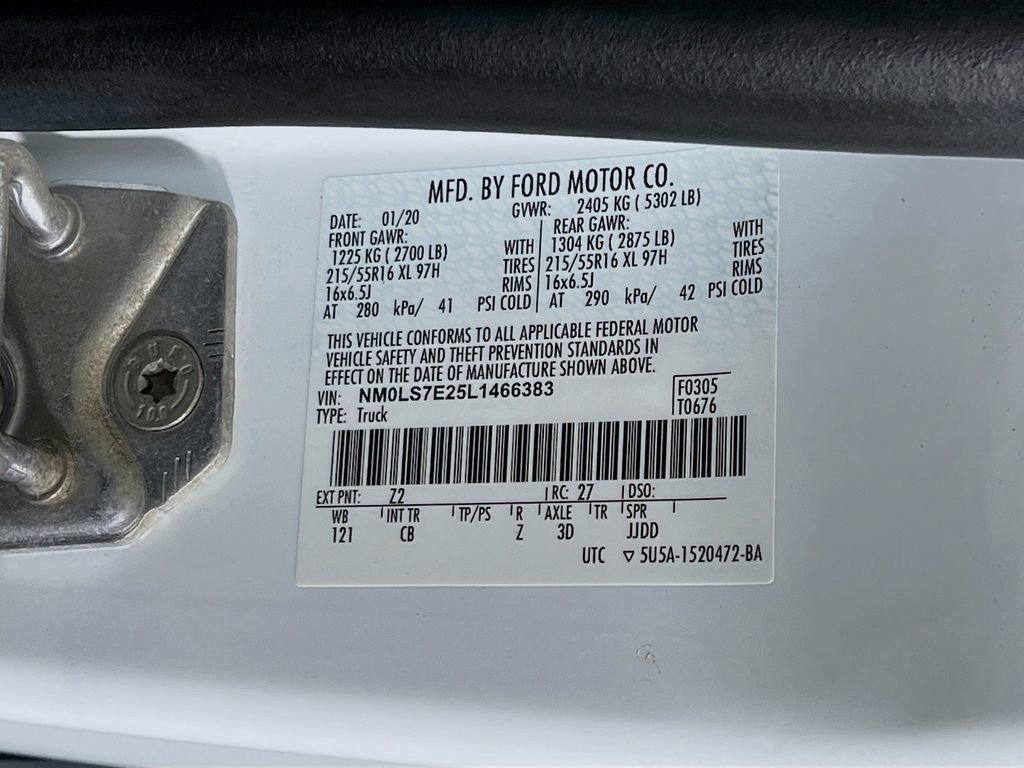 MFD. BY FORD MOTOR CO.
DATE: 01/20 GVWR: 2405 KG ( 5302 LB)
FRONT GAWR: REAR GAWR:
1225 KG ( 2700 LB) WITH 1304 KG ( 2875 LB) WITH
215/55R16 XL 97H TIRES 215/55R16 XL 97H TIRES
16x6.5J RIMS 16x6.5J RIMS
AT 280 kPa/ 41 PSI COLD AT 290 kPa/ 42 PSI COLD
THIS VEHICLE CONFORMS TO ALL APPLICABLE FEDERAL MOTOR
VEHICLE SAFETY AND THEFT PREVENTION STANDARDS IN
EFFECT ON THE DATE OF MANUFACTURE SHOWN ABOVE.
VIN: NM0LS7E25L1466383 F0305
TYPE: Truck T0676
EXT PNT: Z2 RC: 27 DSO:
WB INT TR TP/PS R AXLE TR SPR
121 CB Z 3D JJDD
UTC ▽ 5U5A-1520472-BA